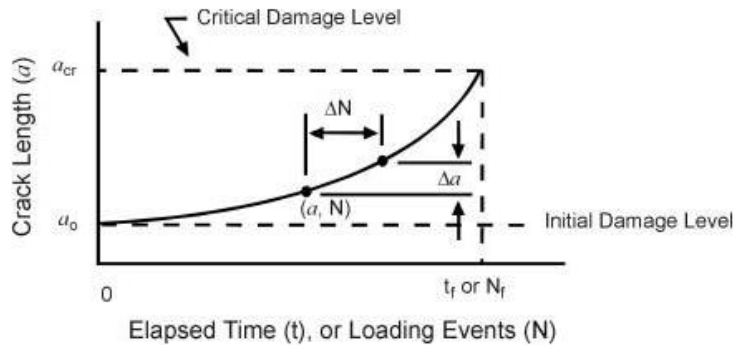 Critical Damage Level
a_cr
ΔN
Δa
(a, N)
a_o
Initial Damage Level
0
t_f or N_f
Elapsed Time (t), or Loading Events (N)
Crack Length (a)